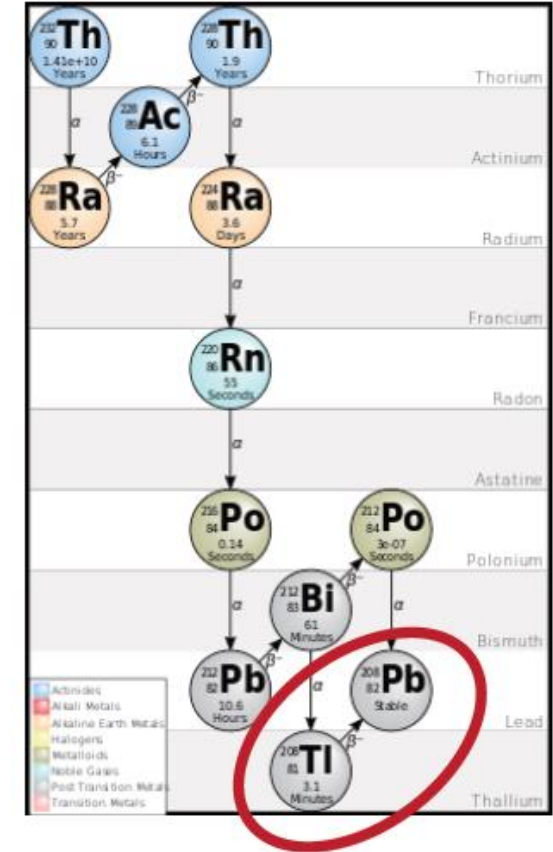 232 90 Th 1.41e+10 Years
228 90 Th 1.9 Years
Thorium
α
β⁻
α
228 89 Ac 6.1 Hours
Actinium
β⁻
228 88 Ra 5.7 Years
224 88 Ra 3.6 Days
Radium
α
Francium
220 86 Rn 55 Seconds
Radon
α
Astatine
216 84 Po 0.14 Seconds
212 84 Po 3e-07 Seconds
Polonium
α
β⁻
α
212 83 Bi 61 Minutes
Bismuth
β⁻
212 82 Pb 10.6 Hours
α
208 82 Pb Stable
Lead
β⁻
208 81 Tl 3.1 Minutes
Thallium
Actinides
Alkali Metals
Alkaline Earth Metals
Halogens
Metalloids
Noble Gases
Post Transition Metals
Transition Metals